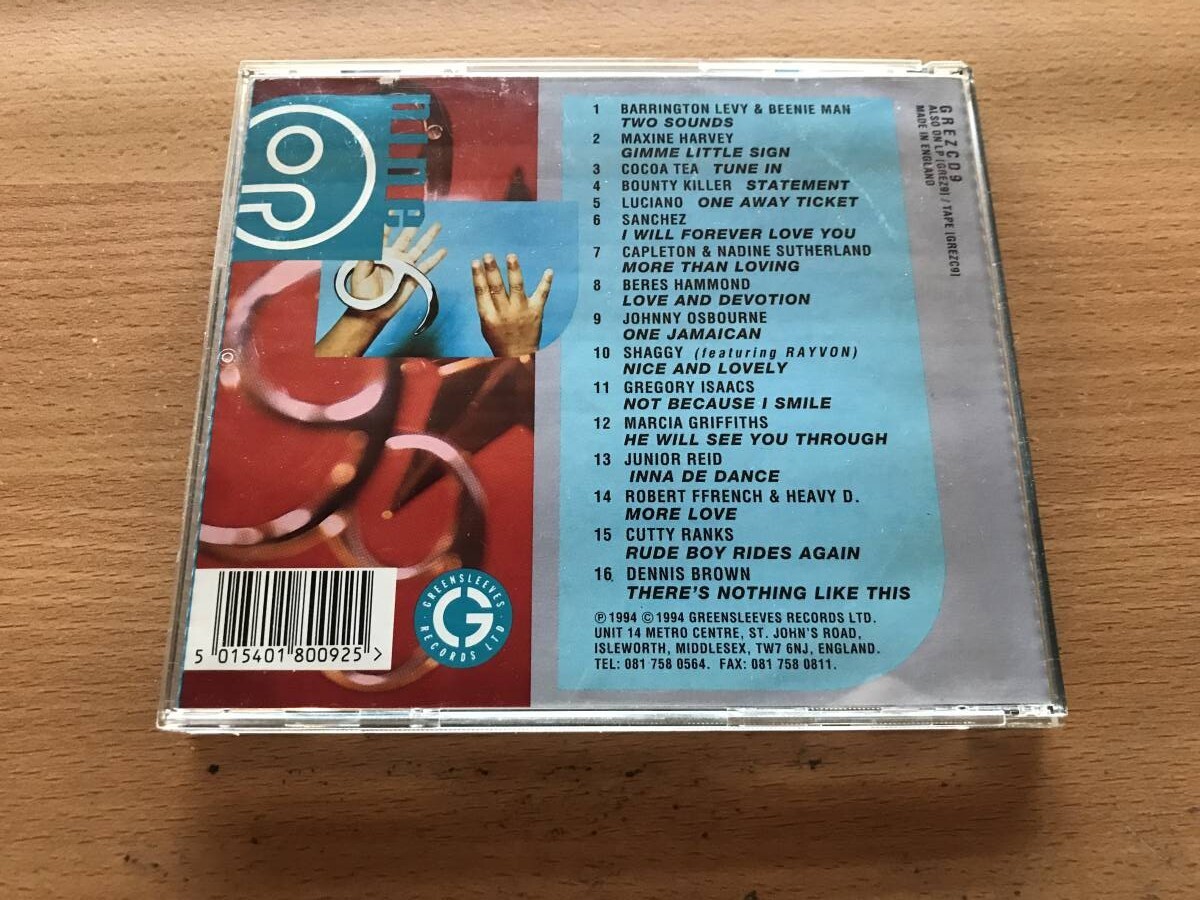 nine
1 BARRINGTON LEVY & BEENIE MAN
TWO SOUNDS
2 MAXINE HARVEY
GIMME LITTLE SIGN
3 COCOA TEA TUNE IN
4 BOUNTY KILLER STATEMENT
5 LUCIANO ONE AWAY TICKET
6 SANCHEZ
I WILL FOREVER LOVE YOU
7 CAPLETON & NADINE SUTHERLAND
MORE THAN LOVING
8 BERES HAMMOND
LOVE AND DEVOTION
9 JOHNNY OSBOURNE
ONE JAMAICAN
10 SHAGGY (featuring RAYVON)
NICE AND LOVELY
11 GREGORY ISAACS
NOT BECAUSE I SMILE
12 MARCIA GRIFFITHS
HE WILL SEE YOU THROUGH
13 JUNIOR REID
INNA DE DANCE
14 ROBERT FFRENCH & HEAVY D.
MORE LOVE
15 CUTTY RANKS
RUDE BOY RIDES AGAIN
16. DENNIS BROWN
THERE'S NOTHING LIKE THIS
℗ 1994 © 1994 GREENSLEEVES RECORDS LTD.
UNIT 14 METRO CENTRE, ST. JOHN'S ROAD,
ISLEWORTH, MIDDLESEX, TW7 6NJ, ENGLAND.
TEL: 081 758 0564. FAX: 081 758 0811.
GREZCD9
ALSO ON LP [GREZ9] / TAPE [GREZC9]
MADE IN ENGLAND
GREENSLEEVES
G
RECORDS LTD
5 015401 800925 >